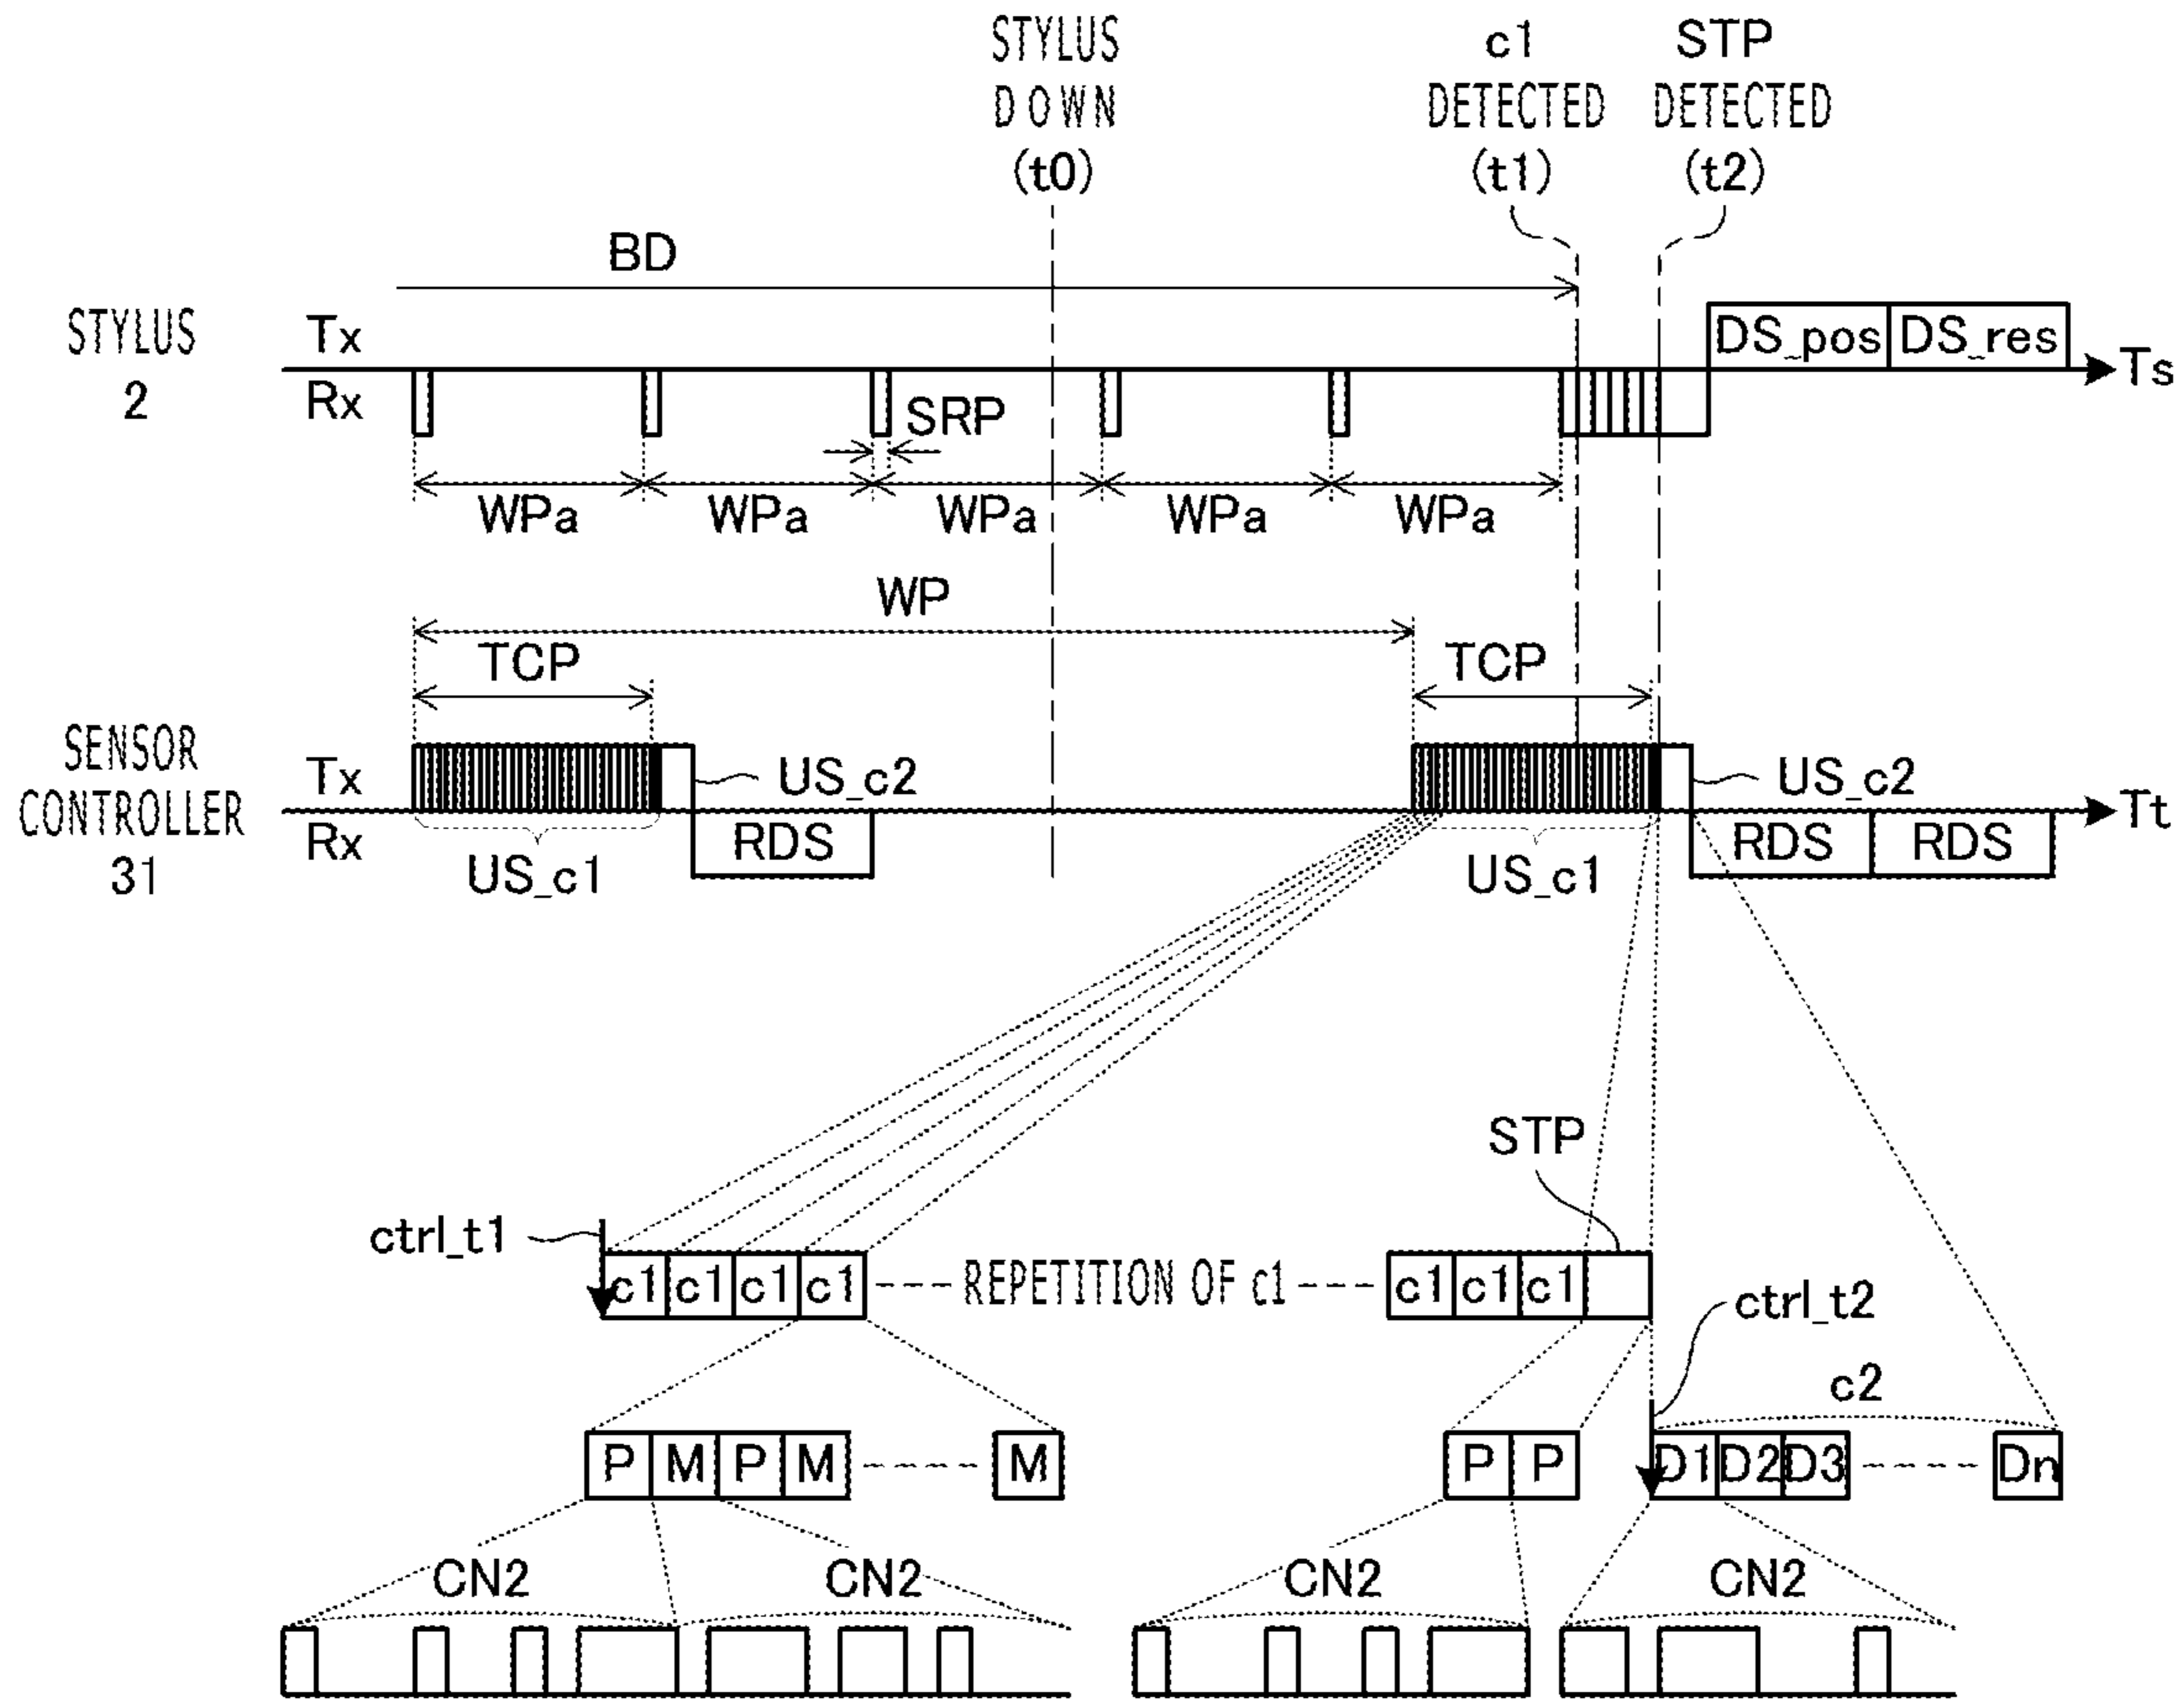 STYLUS
DOWN
(t0)
c1
DETECTED
(t1)
STP
DETECTED
(t2)
BD
STYLUS
2
Tx
Rx
DS_pos DS_res
Ts
SRP
WPa WPa WPa WPa WPa
WP
TCP TCP
SENSOR
CONTROLLER
31
Tx
Rx
US_c2 US_c2
Tt
RDS RDS RDS
US_c1 US_c1
STP
ctrl_t1
c1 c1 c1 c1 ---- REPETITION OF c1 ---- c1 c1 c1
ctrl_t2
c2
P M P M ---- M P P D1 D2 D3 ---- Dn
CN2 CN2 CN2 CN2